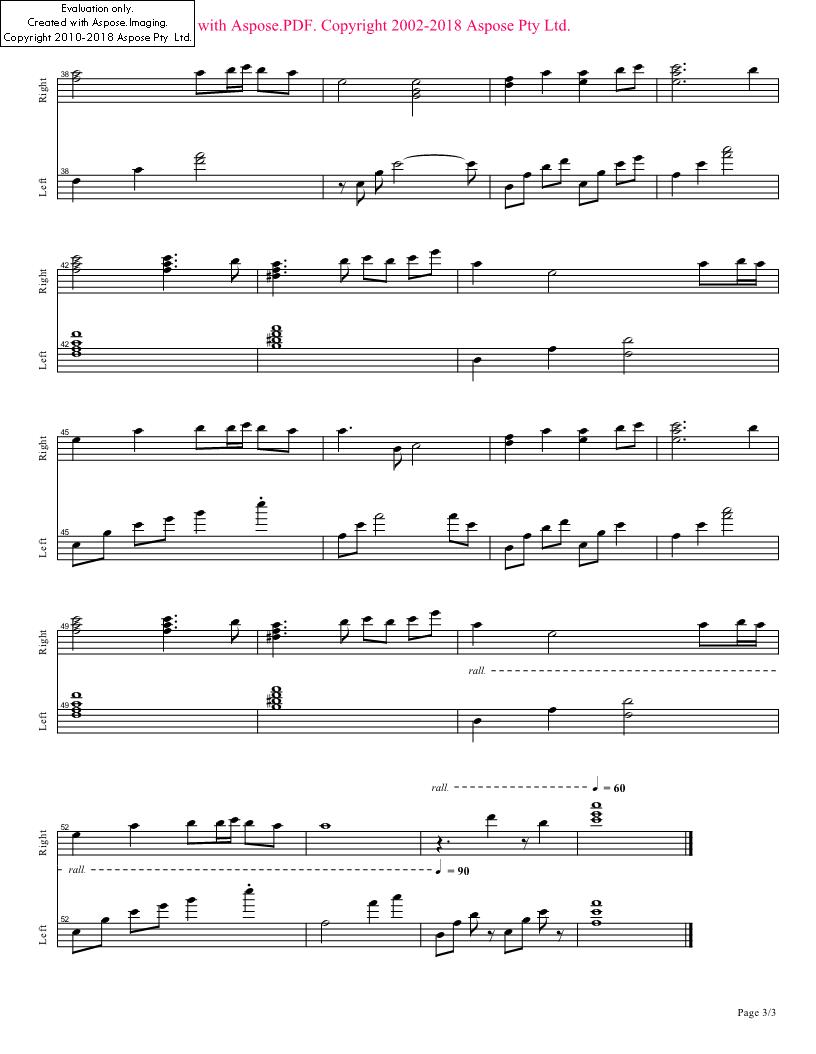 Evaluation only.
Created with Aspose.Imaging.
Copyright 2010-2018 Aspose Pty Ltd.
with Aspose.PDF. Copyright 2002-2018 Aspose Pty Ltd.
38
Right
38
Left
42
Right
42
Left
45
Right
45
Left
49
Right
rall.
49
Left
rall.
= 60
52
Right
rall.
= 90
52
Left
Page 3/3